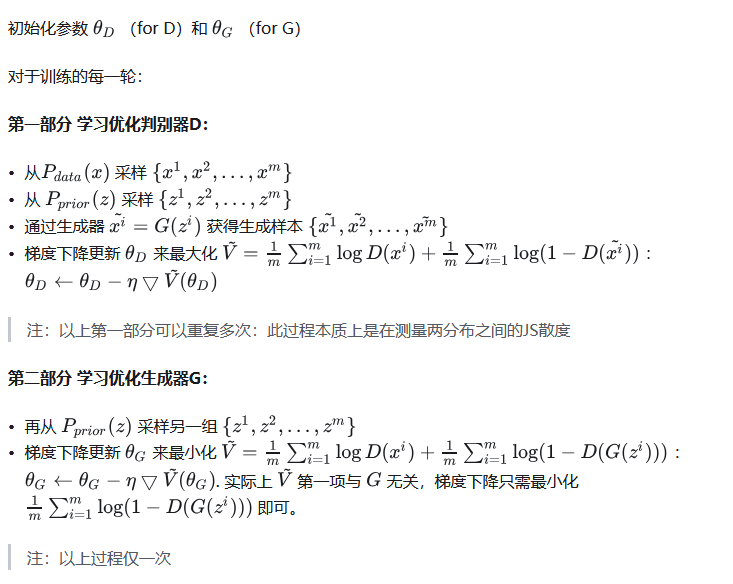 初始化参数 $\theta_D$ （for D）和 $\theta_G$ （for G）
对于训练的每一轮：
第一部分 学习优化判别器D：
• 从$P_{data}(x)$ 采样 $\{x^1, x^2, \ldots, x^m\}$
• 从 $P_{prior}(z)$ 采样 $\{z^1, z^2, \ldots, z^m\}$
• 通过生成器 $\tilde{x^i} = G(z^i)$ 获得生成样本 $\{\tilde{x^1}, \tilde{x^2}, \ldots, \tilde{x^m}\}$
• 梯度下降更新 $\theta_D$ 来最大化 $\tilde{V} = \frac{1}{m}\sum_{i=1}^{m} \log D(x^i) + \frac{1}{m}\sum_{i=1}^{m} \log(1 - D(\tilde{x^i}))$：
$\theta_D \leftarrow \theta_D - \eta \bigtriangledown \tilde{V}(\theta_D)$
注：以上第一部分可以重复多次：此过程本质上是在测量两分布之间的JS散度
第二部分 学习优化生成器G：
• 再从 $P_{prior}(z)$ 采样另一组 $\{z^1, z^2, \ldots, z^m\}$
• 梯度下降更新 $\theta_G$ 来最小化 $\tilde{V} = \frac{1}{m}\sum_{i=1}^{m} \log D(x^i) + \frac{1}{m}\sum_{i=1}^{m} \log(1 - D(G(z^i)))$：
$\theta_G \leftarrow \theta_G - \eta \bigtriangledown \tilde{V}(\theta_G)$. 实际上 $\tilde{V}$ 第一项与 $G$ 无关，梯度下降只需最小化
$\frac{1}{m}\sum_{i=1}^{m} \log(1 - D(G(z^i)))$ 即可。
注：以上过程仅一次